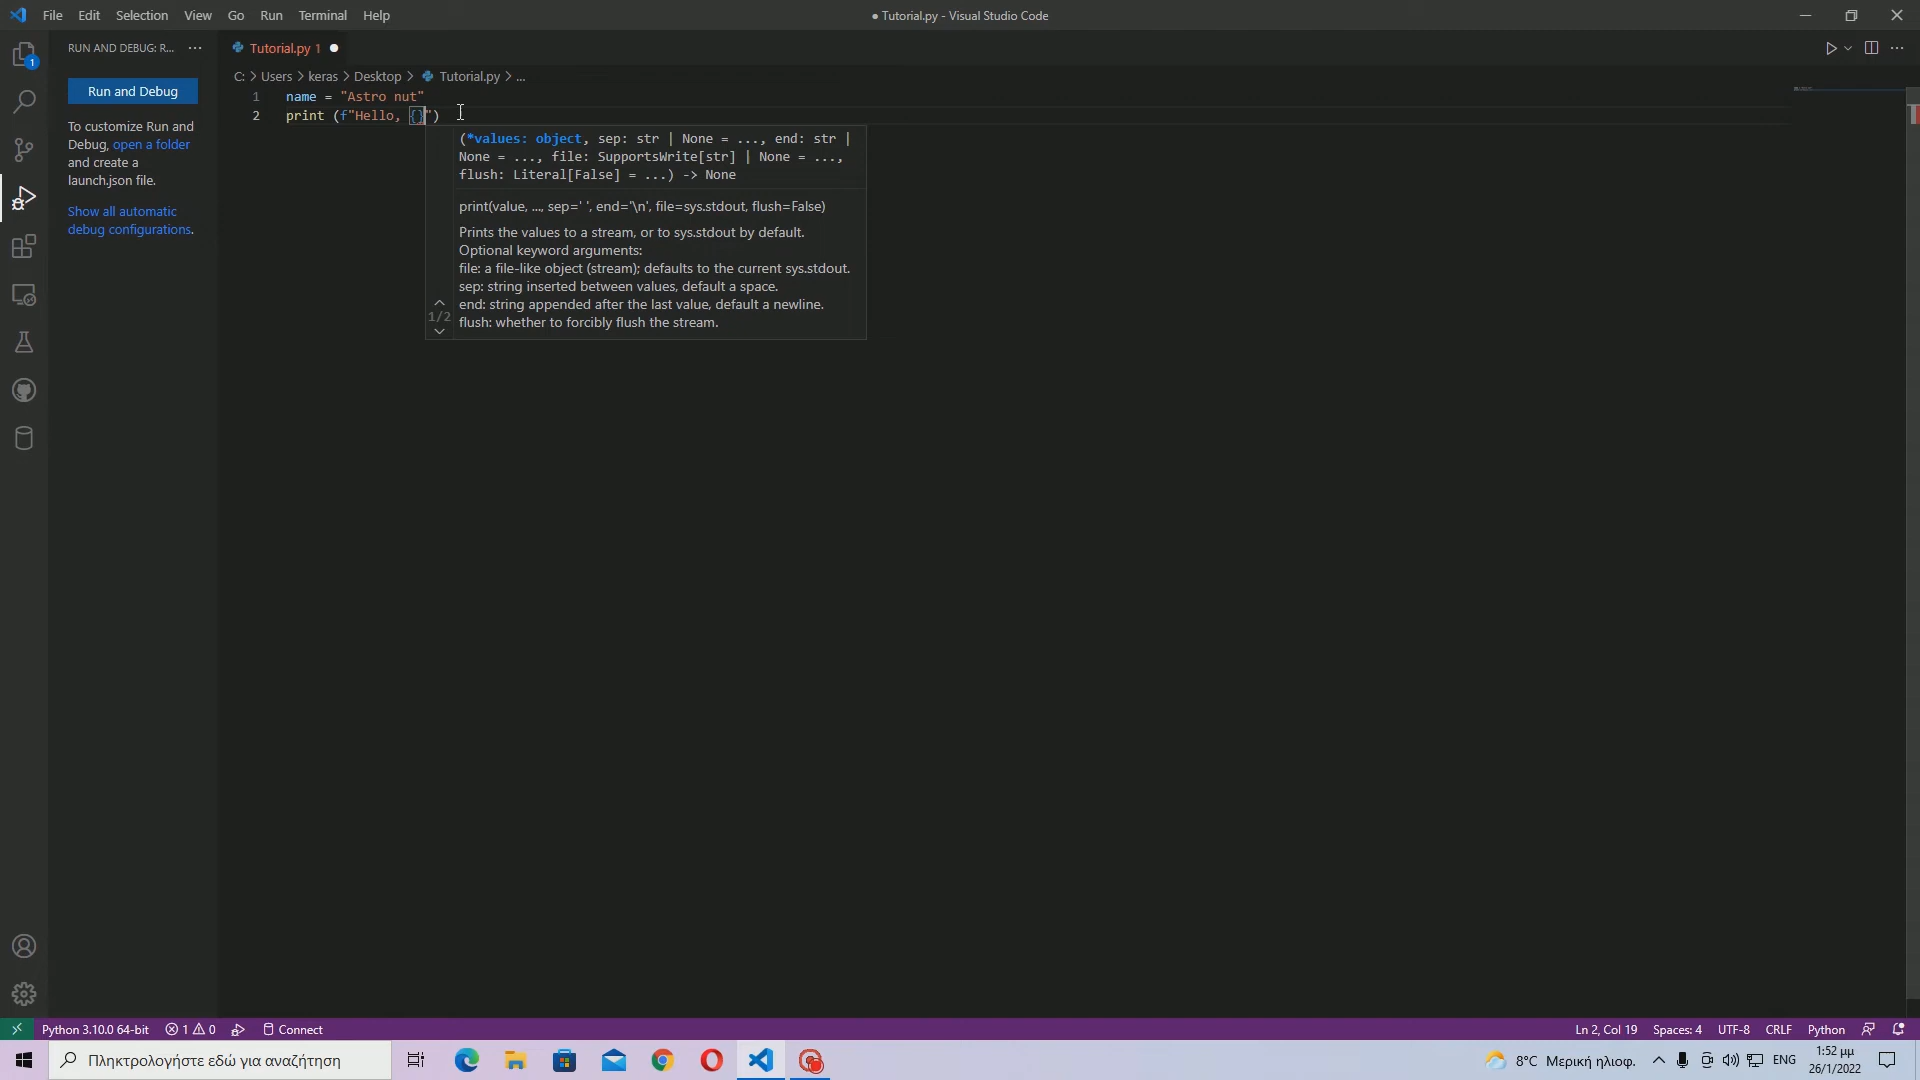 File Edit Selection View Go Run Terminal Help
● Tutorial.py - Visual Studio Code
RUN AND DEBUG: R...
Tutorial.py 1
Run and Debug
To customize Run and
Debug, open a folder
and create a
launch.json file.
Show all automatic
debug configurations.
1
C: > Users > keras > Desktop > Tutorial.py > ...
1 name = "Astro nut"
2 print (f"Hello, {}")
(*values: object, sep: str | None = ..., end: str |
None = ..., file: SupportsWrite[str] | None = ...,
flush: Literal[False] = ...) -> None
print(value, ..., sep=' ', end='\n', file=sys.stdout, flush=False)
Prints the values to a stream, or to sys.stdout by default.
Optional keyword arguments:
file: a file-like object (stream); defaults to the current sys.stdout.
sep: string inserted between values, default a space.
end: string appended after the last value, default a newline.
flush: whether to forcibly flush the stream.
1/2
Python 3.10.0 64-bit 1 0 Connect
Ln 2, Col 19 Spaces: 4 UTF-8 CRLF Python
Πληκτρολογήστε εδώ για αναζήτηση
8°C Μερική ηλιοφ. ENG
1:52 μμ
26/1/2022